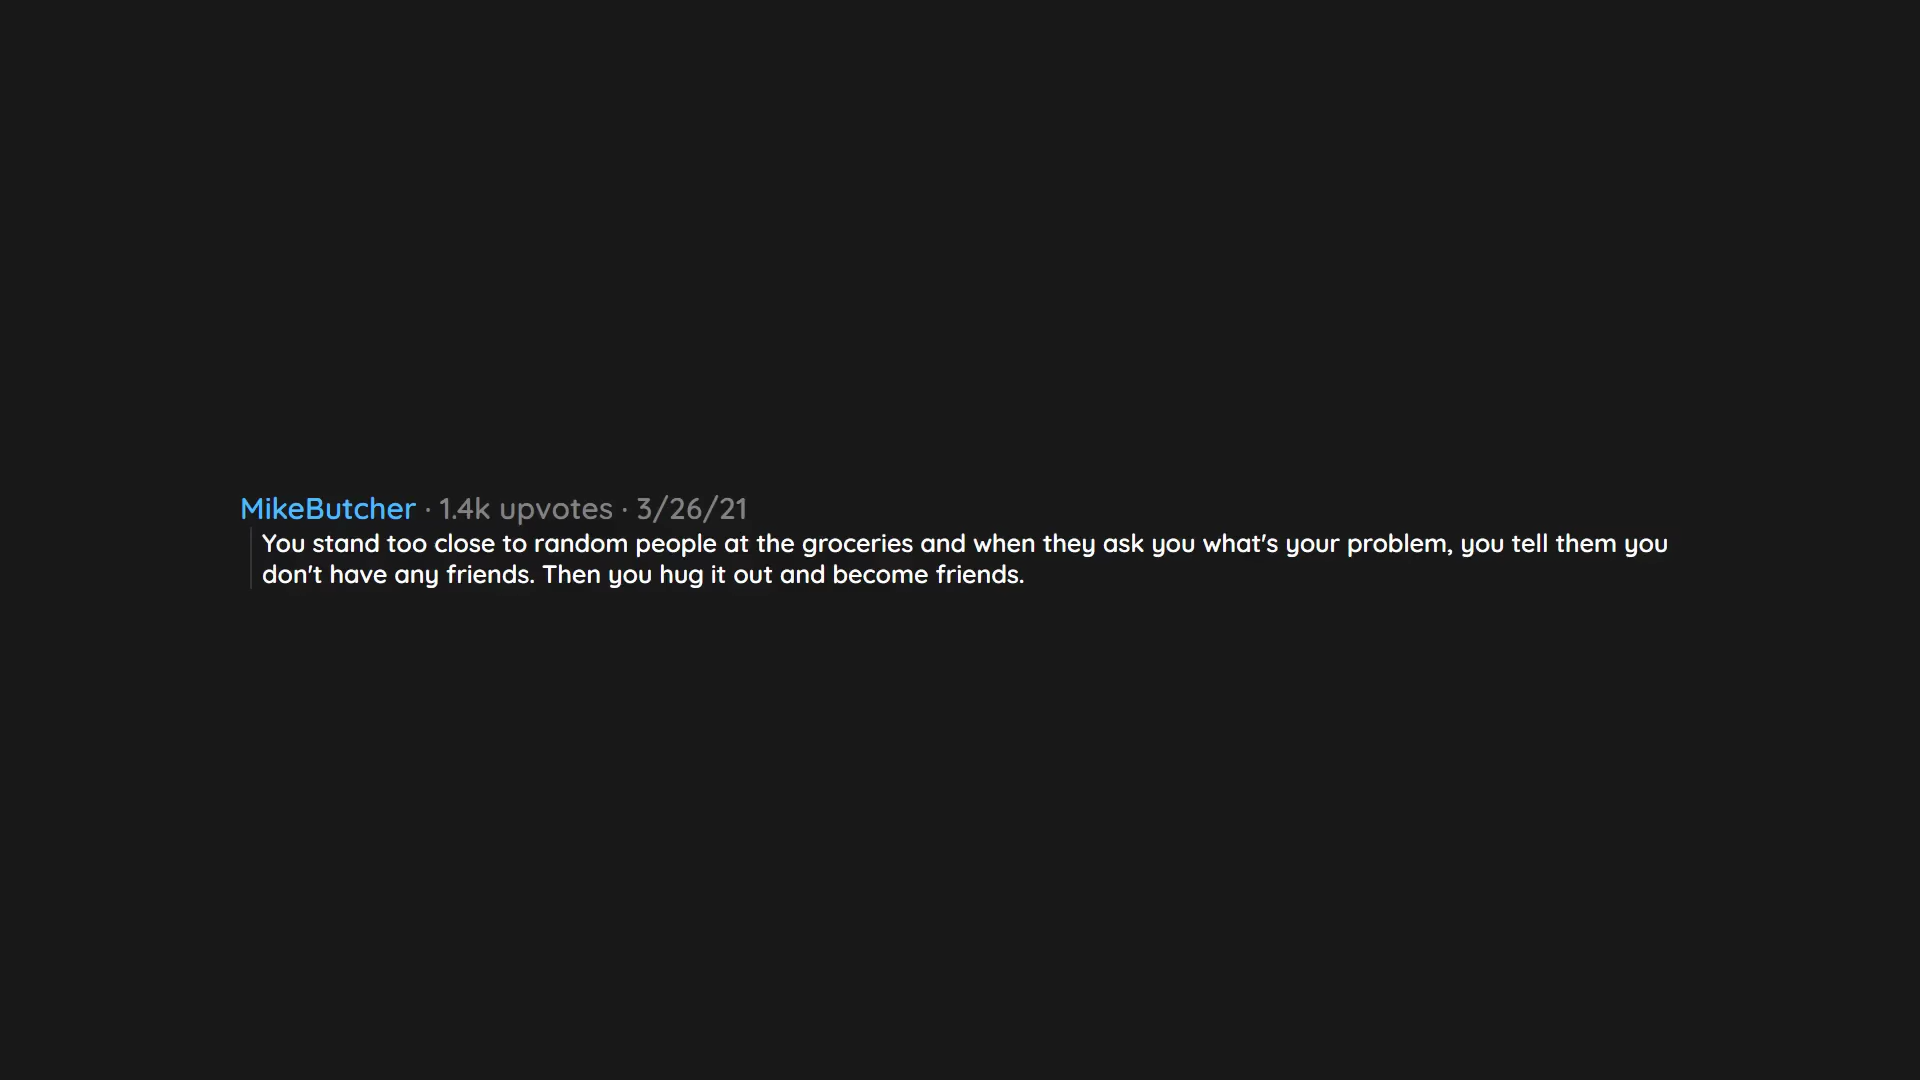 MikeButcher · 1.4k upvotes · 3/26/21
You stand too close to random people at the groceries and when they ask you what's your problem, you tell them you
don't have any friends. Then you hug it out and become friends.